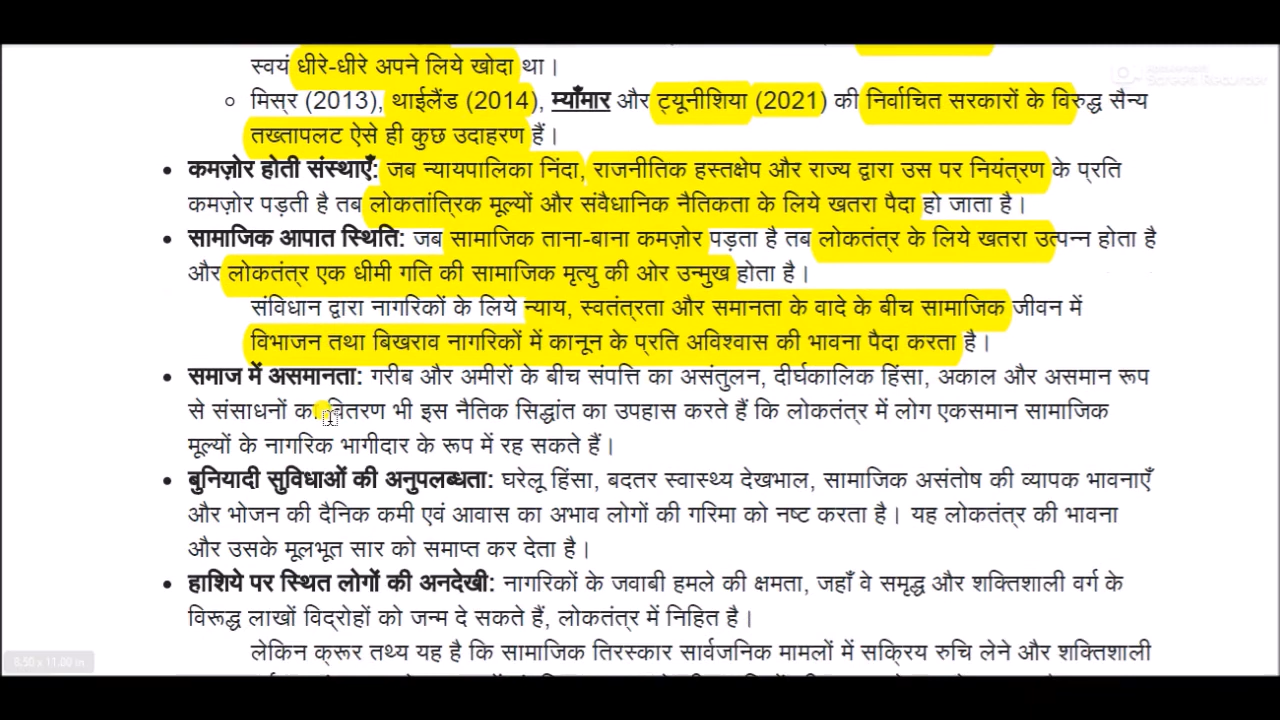 स्वयं धीरे-धीरे अपने लिये खोदा था।
मिस्र (2013), थाईलैंड (2014), म्याँमार और ट्यूनीशिया (2021) की निर्वाचित सरकारों के विरुद्ध सैन्य
तख्तापलट ऐसे ही कुछ उदाहरण हैं।
कमज़ोर होती संस्थाएँ: जब न्यायपालिका निंदा, राजनीतिक हस्तक्षेप और राज्य द्वारा उस पर नियंत्रण के प्रति
कमज़ोर पड़ती है तब लोकतांत्रिक मूल्यों और संवैधानिक नैतिकता के लिये खतरा पैदा हो जाता है।
सामाजिक आपात स्थिति: जब सामाजिक ताना-बाना कमज़ोर पड़ता है तब लोकतंत्र के लिये खतरा उत्पन्न होता है
और लोकतंत्र एक धीमी गति की सामाजिक मृत्यु की ओर उन्मुख होता है।
संविधान द्वारा नागरिकों के लिये न्याय, स्वतंत्रता और समानता के वादे के बीच सामाजिक जीवन में
विभाजन तथा बिखराव नागरिकों में कानून के प्रति अविश्वास की भावना पैदा करता है।
समाज में असमानता: गरीब और अमीरों के बीच संपत्ति का असंतुलन, दीर्घकालिक हिंसा, अकाल और असमान रूप
से संसाधनों का वितरण भी इस नैतिक सिद्धांत का उपहास करते हैं कि लोकतंत्र में लोग एकसमान सामाजिक
मूल्यों के नागरिक भागीदार के रूप में रह सकते हैं।
बुनियादी सुविधाओं की अनुपलब्धता: घरेलू हिंसा, बदतर स्वास्थ्य देखभाल, सामाजिक असंतोष की व्यापक भावनाएँ
और भोजन की दैनिक कमी एवं आवास का अभाव लोगों की गरिमा को नष्ट करता है। यह लोकतंत्र की भावना
और उसके मूलभूत सार को समाप्त कर देता है।
हाशिये पर स्थित लोगों की अनदेखी: नागरिकों के जवाबी हमले की क्षमता, जहाँ वे समृद्ध और शक्तिशाली वर्ग के
विरूद्ध लाखों विद्रोहों को जन्म दे सकते हैं, लोकतंत्र में निहित है।
8.50 x 11.00 in
लेकिन क्रूर तथ्य यह है कि सामाजिक तिरस्कार सार्वजनिक मामलों में सक्रिय रुचि लेने और शक्तिशाली